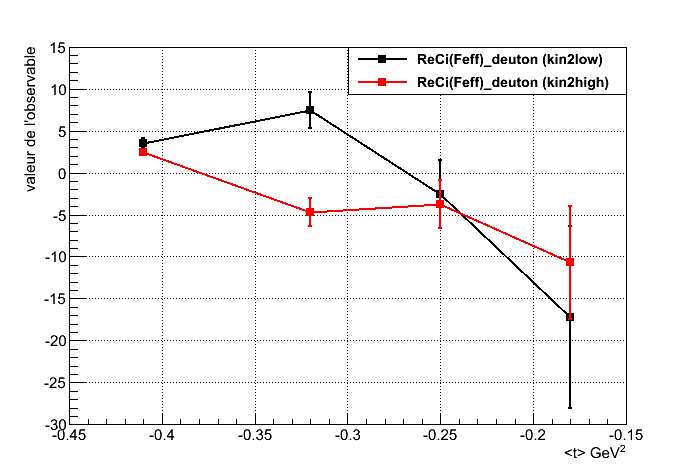 valeur de l'observable
15
10
5
0
-5
-10
-15
-20
-25
-30
ReCi(Feff)_deuton (kin2low)
ReCi(Feff)_deuton (kin2high)
-0.45 -0.4 -0.35 -0.3 -0.25 -0.2 -0.15
<t> GeV²